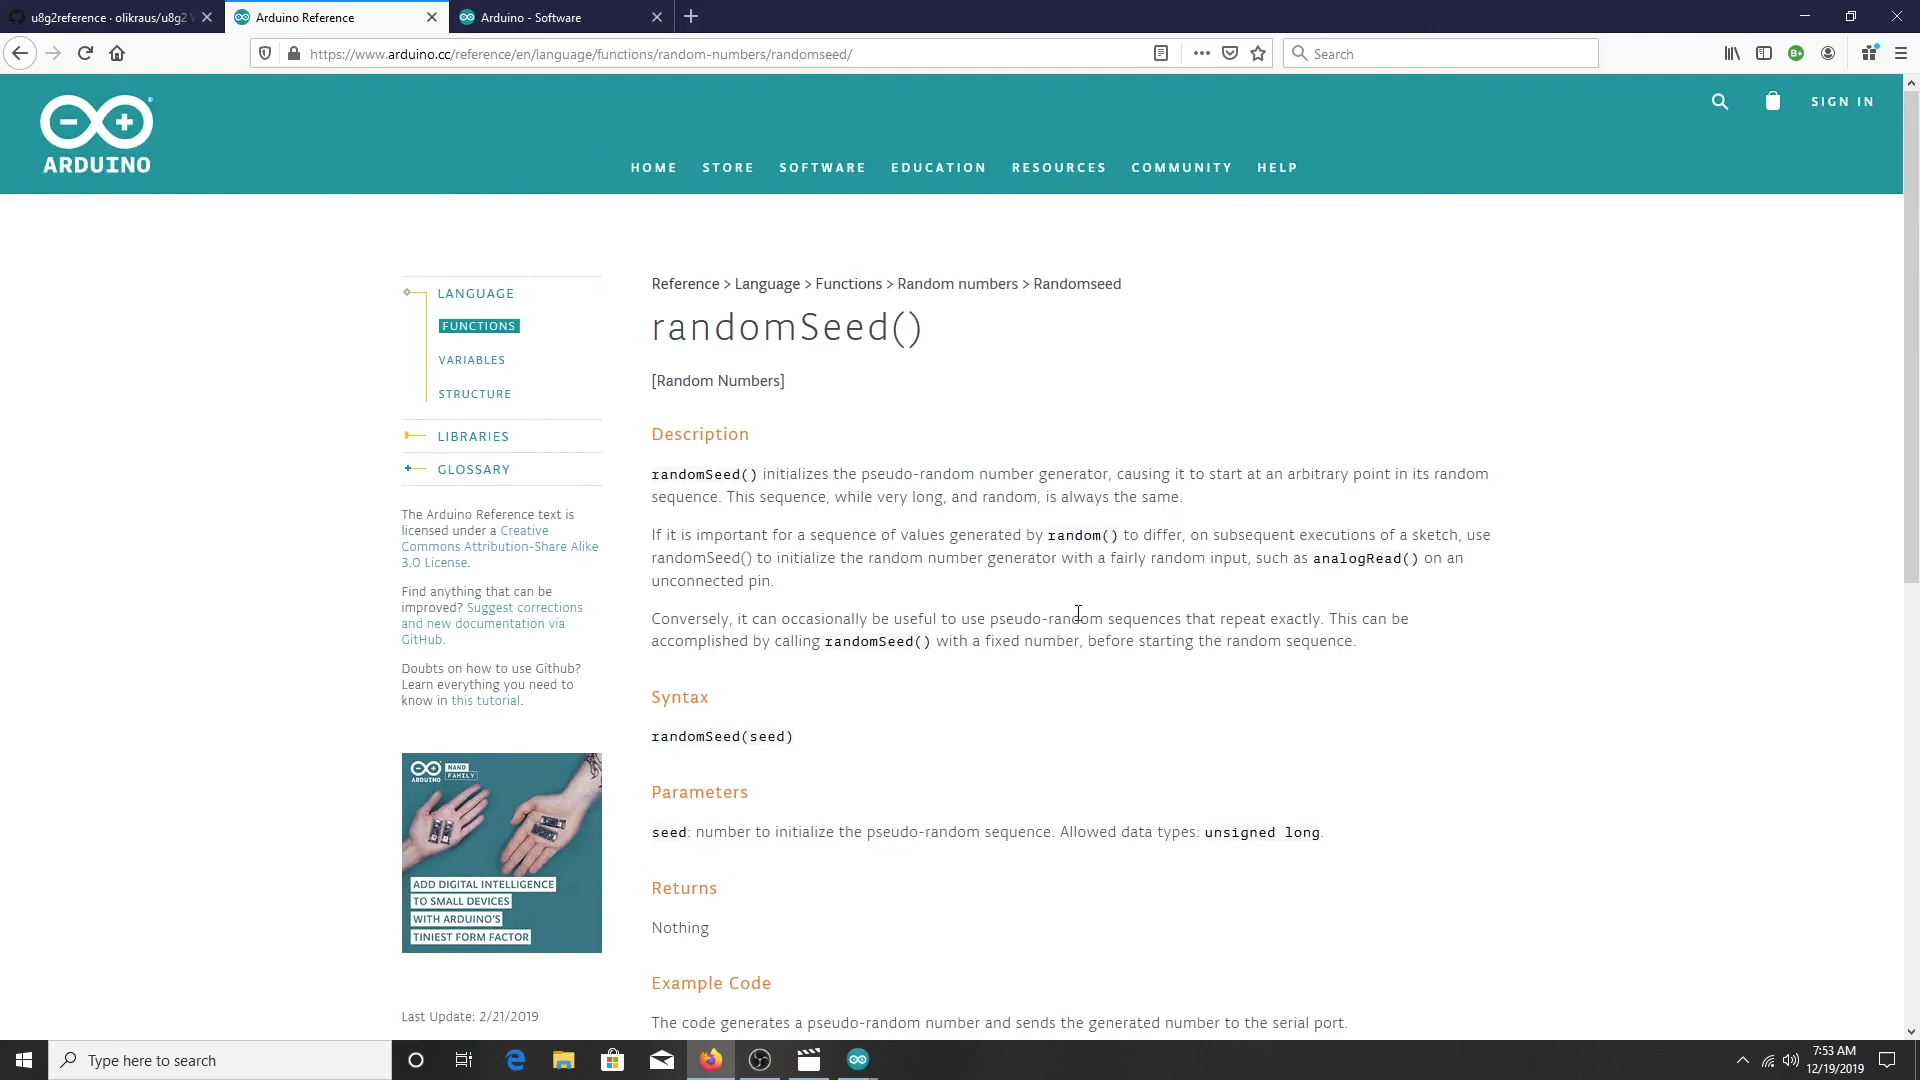 u8g2reference · olikraus/u8g2
Arduino Reference
Arduino - Software
https://www.arduino.cc/reference/en/language/functions/random-numbers/randomseed/
Search
SIGN IN
ARDUINO
HOME STORE SOFTWARE EDUCATION RESOURCES COMMUNITY HELP
LANGUAGE
FUNCTIONS
VARIABLES
STRUCTURE
LIBRARIES
GLOSSARY
The Arduino Reference text is
licensed under a Creative
Commons Attribution-Share Alike
3.0 License.
Find anything that can be
improved? Suggest corrections
and new documentation via
GitHub.
Doubts on how to use Github?
Learn everything you need to
know in this tutorial.
ARDUINO
NANO
FAMILY
ADD DIGITAL INTELLIGENCE
TO SMALL DEVICES
WITH ARDUINO'S
TINIEST FORM FACTOR
Last Update: 2/21/2019
Reference > Language > Functions > Random numbers > Randomseed
randomSeed()
[Random Numbers]
Description
randomSeed() initializes the pseudo-random number generator, causing it to start at an arbitrary point in its random
sequence. This sequence, while very long, and random, is always the same.
If it is important for a sequence of values generated by random() to differ, on subsequent executions of a sketch, use
randomSeed() to initialize the random number generator with a fairly random input, such as analogRead() on an
unconnected pin.
Conversely, it can occasionally be useful to use pseudo-random sequences that repeat exactly. This can be
accomplished by calling randomSeed() with a fixed number, before starting the random sequence.
Syntax
randomSeed(seed)
Parameters
seed: number to initialize the pseudo-random sequence. Allowed data types: unsigned long.
Returns
Nothing
Example Code
The code generates a pseudo-random number and sends the generated number to the serial port.
Type here to search
7:53 AM
12/19/2019